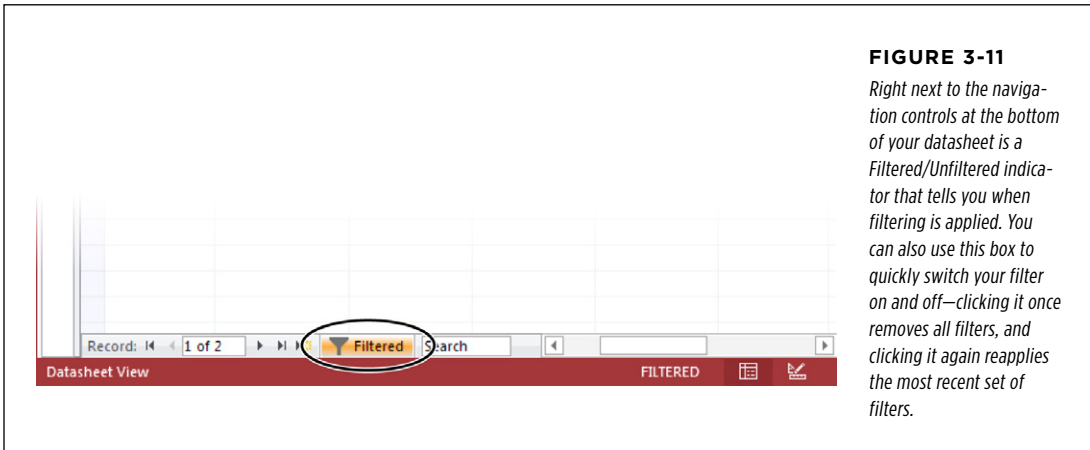 FIGURE 3-11
Right next to the naviga-
tion controls at the bottom
of your datasheet is a
Filtered/Unfiltered indica-
tor that tells you when
filtering is applied. You
can also use this box to
quickly switch your filter
on and off—clicking it once
removes all filters, and
clicking it again reapplies
the most recent set of
filters.
Record: 1 of 2 Filtered Search
Datasheet View FILTERED